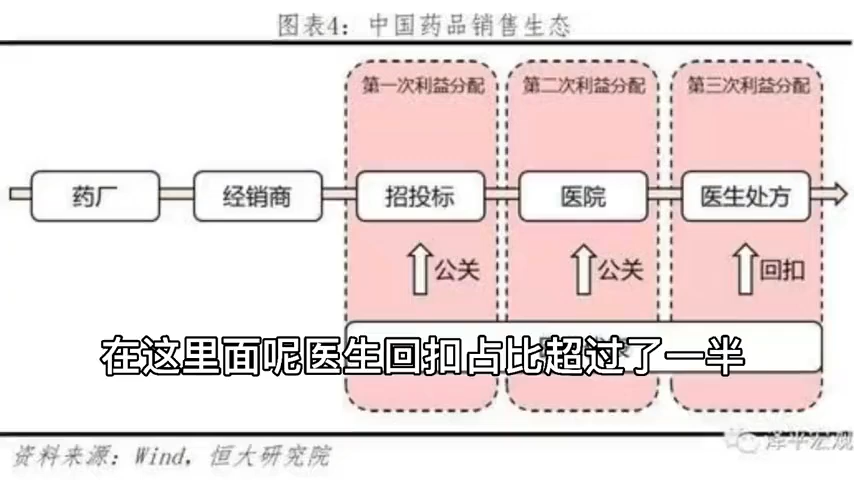 图表4：中国药品销售生态
第一次利益分配
第二次利益分配
第三次利益分配
药厂
经销商
招投标
医院
医生处方
公关
公关
回扣
在这里面呢医生回扣占比超过了一半
资料来源：Wind，恒大研究院
泽平宏观